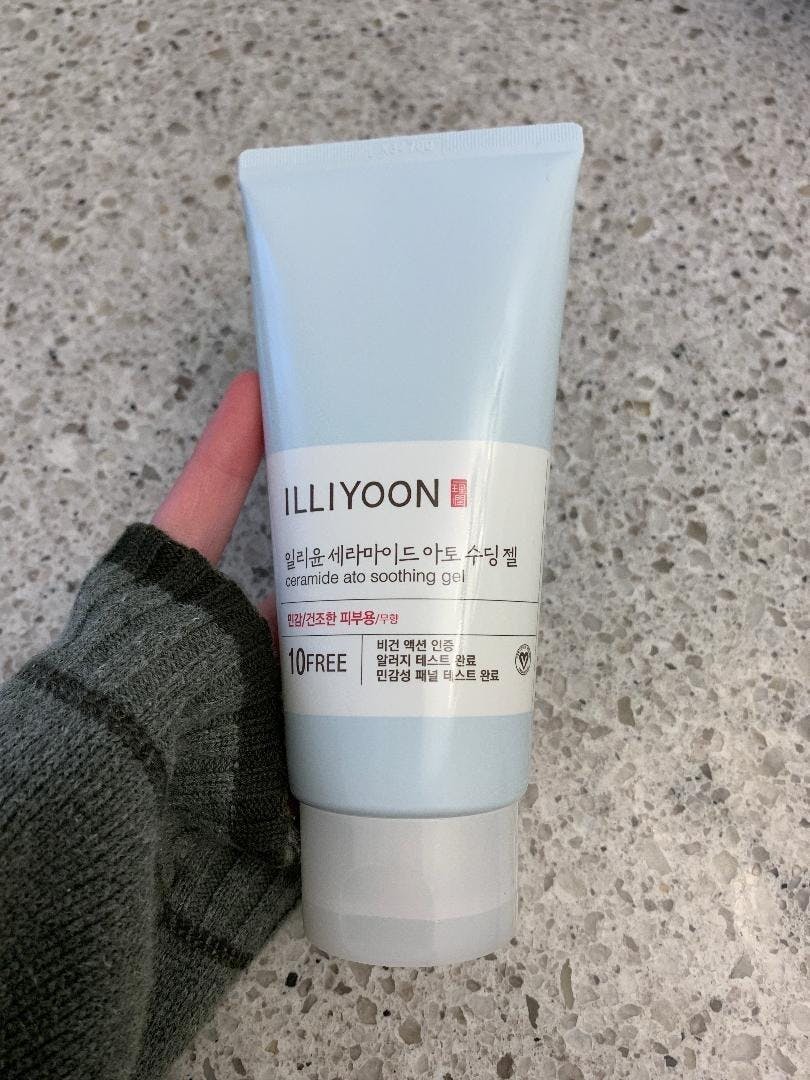 ILLIYOON
일리윤 세라마이드 아토 수딩 젤
ceramide ato soothing gel
민감/건조한 피부용/무향
10FREE
비건 액션 인증
알러지 테스트 완료
민감성 패널 테스트 완료